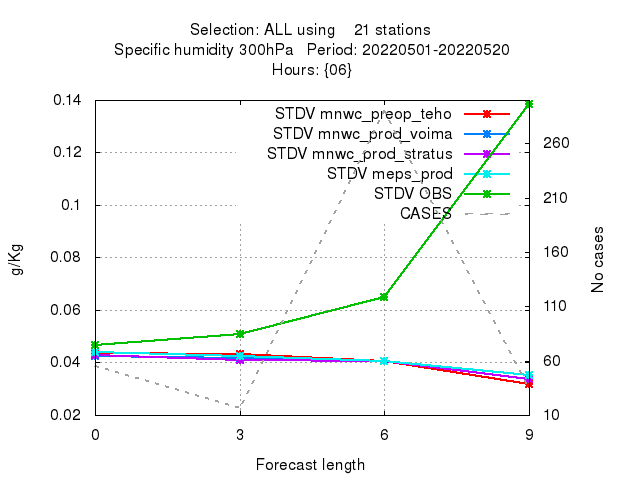 Selection: ALL using 21 stations
Specific humidity 300hPa Period: 20220501-20220520
Hours: {06}
0.14
0.12
0.1
0.08
0.06
0.04
0.02
g/Kg
STDV mnwc_preop_teho
STDV mnwc_prod_voima
STDV mnwc_prod_stratus
STDV meps_prod
STDV OBS
CASES
260
210
160
110
60
10
No cases
0 3 6 9
Forecast length